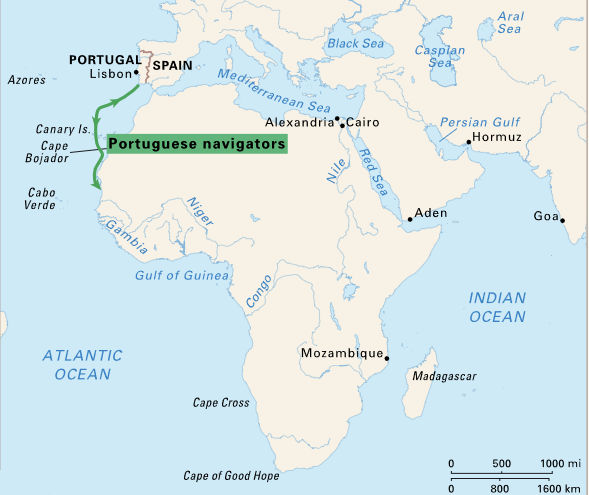 Aral
Sea
Black Sea
Caspian
Sea
PORTUGAL
SPAIN
Lisbon
Azores
Mediterranean Sea
Alexandria
Cairo
Persian Gulf
Hormuz
Canary Is.
Cape
Bojador
Portuguese navigators
Nile
Red Sea
Cabo
Verde
Niger
Gambia
Aden
Goa
Gulf of Guinea
Congo
INDIAN
OCEAN
ATLANTIC
OCEAN
Mozambique
Madagascar
Cape Cross
Cape of Good Hope
0 500 1000 mi
0 800 1600 km